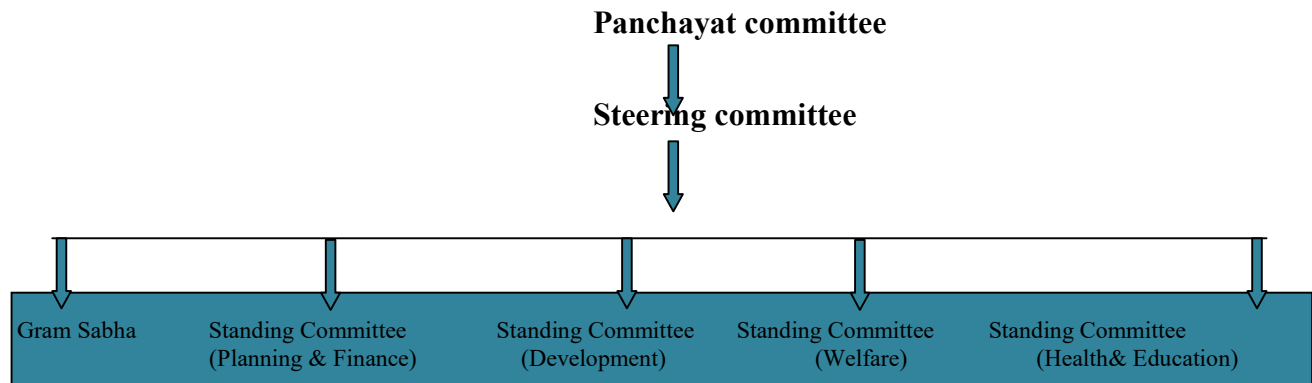 Panchayat committee
Steering committee
Gram Sabha
Standing Committee
(Planning & Finance)
Standing Committee
(Development)
Standing Committee
(Welfare)
Standing Committee
(Health& Education)